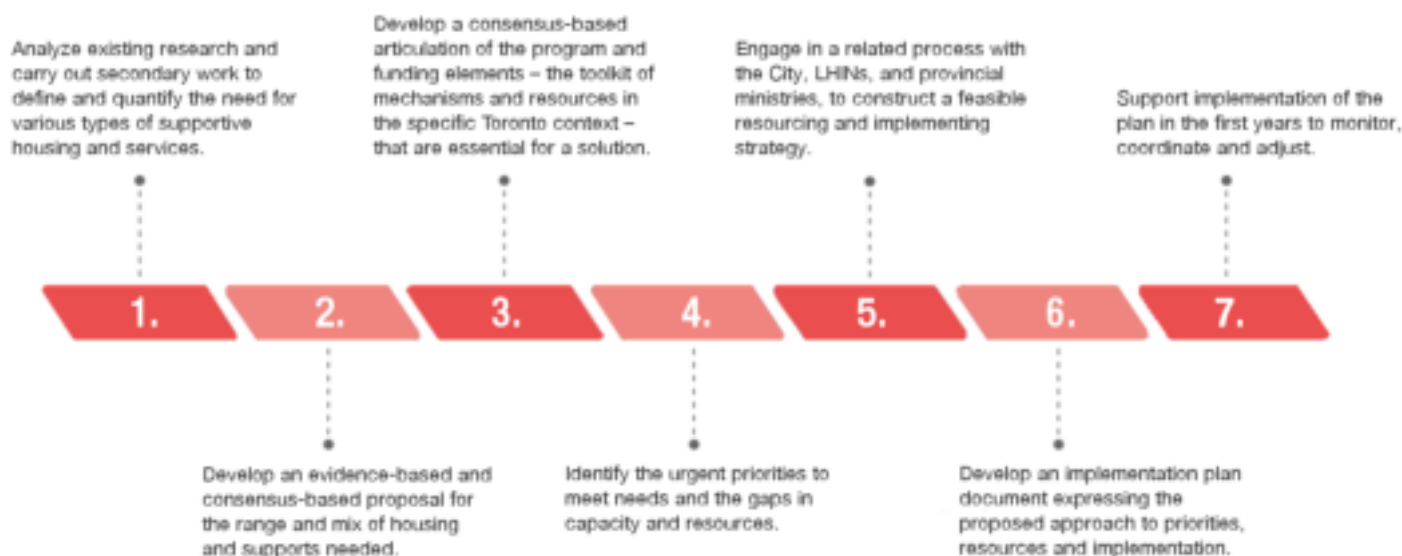 Analyze existing research and
carry out secondary work to
define and quantify the need for
various types of supportive
housing and services.
Develop a consensus-based
articulation of the program and
funding elements – the toolkit of
mechanisms and resources in
the specific Toronto context –
that are essential for a solution.
Engage in a related process with
the City, LHINs, and provincial
ministries, to construct a feasible
resourcing and implementing
strategy.
Support implementation of the
plan in the first years to monitor,
coordinate and adjust.
1.
2.
3.
4.
5.
6.
7.
Develop an evidence-based and
consensus-based proposal for
the range and mix of housing
and supports needed.
Identify the urgent priorities to
meet needs and the gaps in
capacity and resources.
Develop an implementation plan
document expressing the
proposed approach to priorities,
resources and implementation.